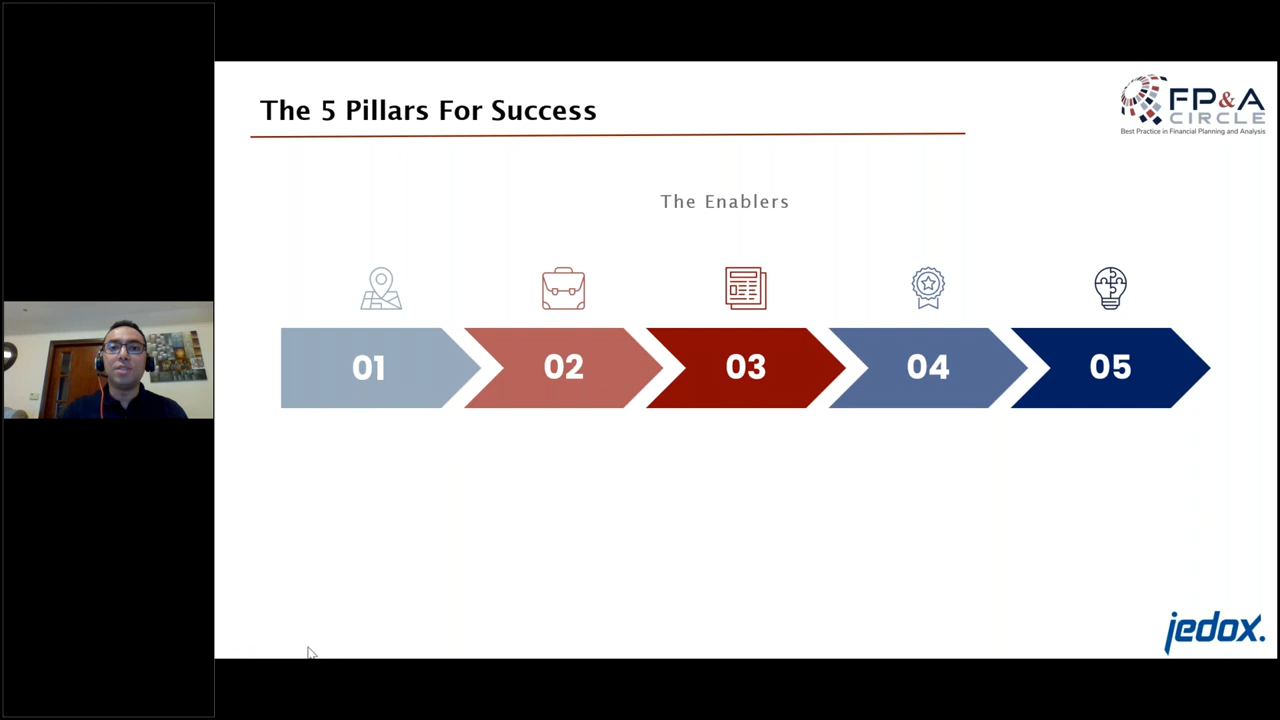 The 5 Pillars For Success
FP&A
CIRCLE
Best Practice in Financial Planning and Analysis
The Enablers
01
02
03
04
05
jedox.